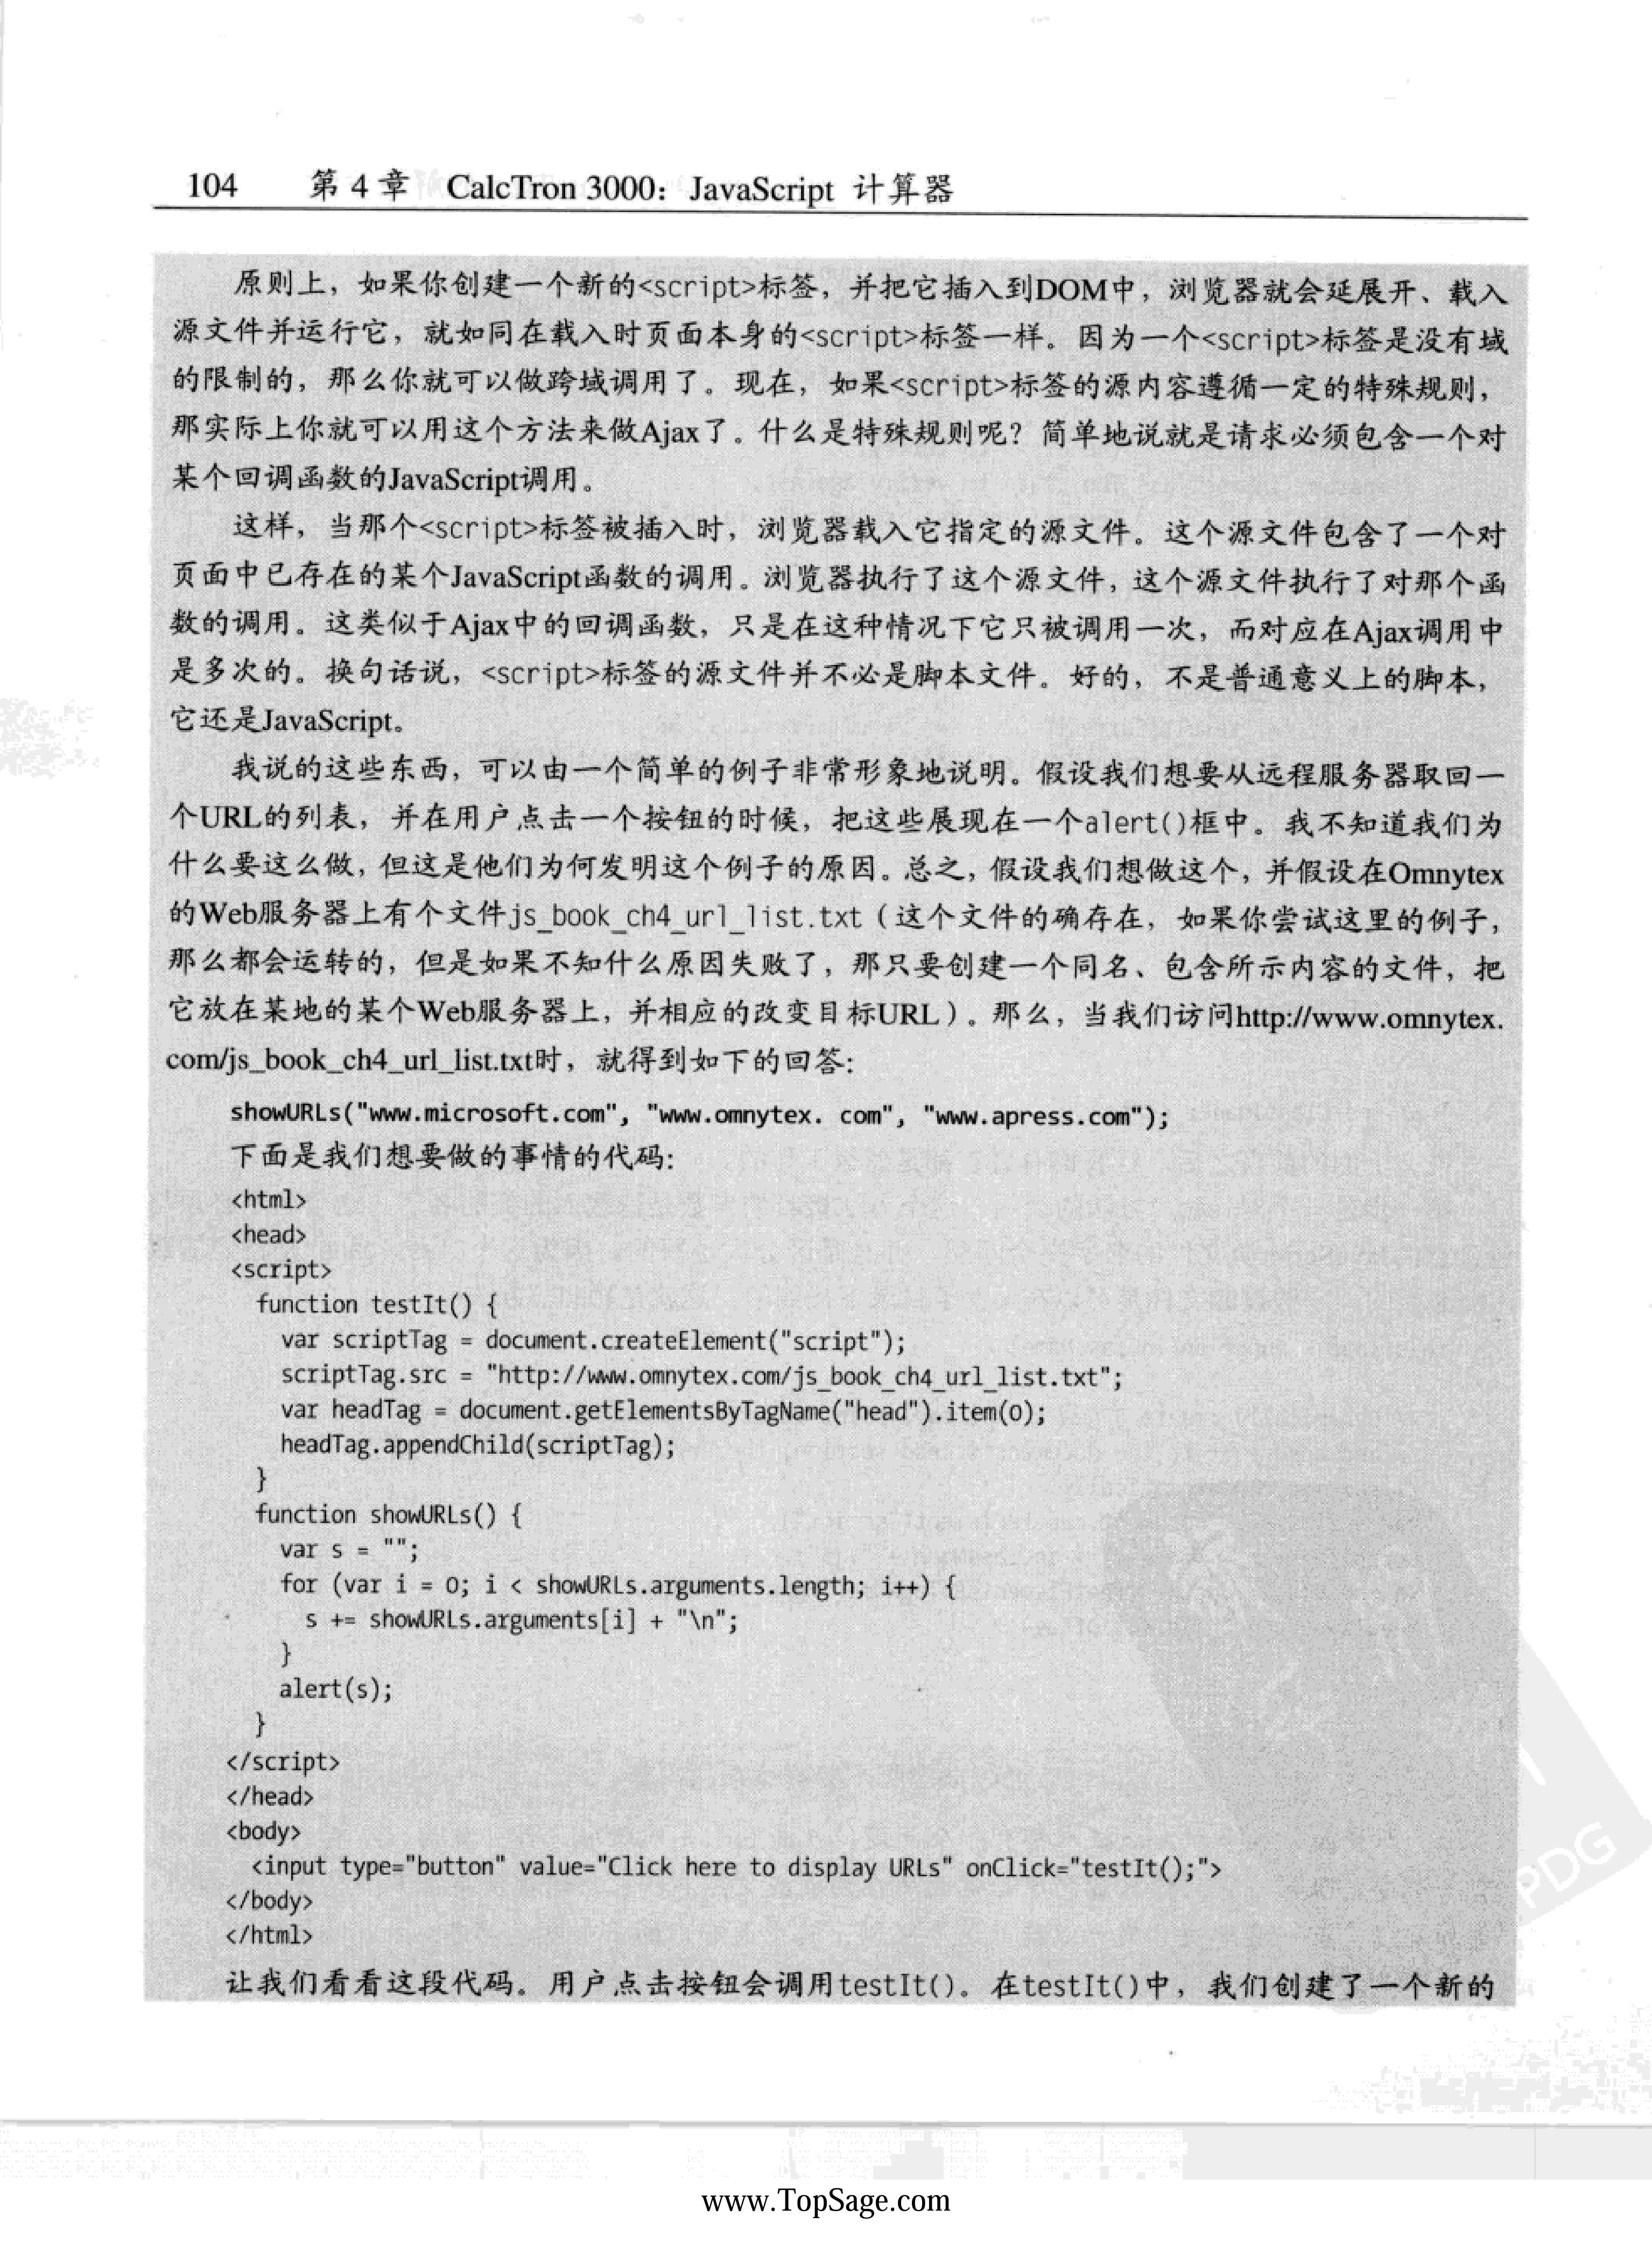 104 第 4 章 CalcTron 3000：JavaScript 计算器
原则上，如果你创建一个新的<script>标签，并把它插入到DOM中，浏览器就会延展开、载入
源文件并运行它，就如同在载入时页面本身的<script>标签一样。因为一个<script>标签是没有域
的限制的，那么你就可以做跨域调用了。现在，如果<script>标签的源内容遵循一定的特殊规则，
那实际上你就可以用这个方法来做Ajax了。什么是特殊规则呢？简单地说就是请求必须包含一个对
某个回调函数的JavaScript调用。
这样，当那个<script>标签被插入时，浏览器载入它指定的源文件。这个源文件包含了一个对
页面中已存在的某个JavaScript函数的调用。浏览器执行了这个源文件，这个源文件执行了对那个函
数的调用。这类似于Ajax中的回调函数，只是在这种情况下它只被调用一次，而对应在Ajax调用中
是多次的。换句话说，<script>标签的源文件并不必是脚本文件。好的，不是普通意义上的脚本，
它还是JavaScript。
我说的这些东西，可以由一个简单的例子非常形象地说明。假设我们想要从远程服务器取回一
个URL的列表，并在用户点击一个按钮的时候，把这些展现在一个alert()框中。我不知道我们为
什么要这么做，但这是他们为何发明这个例子的原因。总之，假设我们想做这个，并假设在Omnytex
的Web服务器上有个文件js_book_ch4_url_list.txt（这个文件的确存在，如果你尝试这里的例子，
那么都会运转的，但是如果不知什么原因失败了，那只要创建一个同名、包含所示内容的文件，把
它放在某地的某个Web服务器上，并相应的改变目标URL）。那么，当我们访问http://www.omnytex.
com/js_book_ch4_url_list.txt时，就得到如下的回答：
showURLs("www.microsoft.com", "www.omnytex. com", "www.apress.com");
下面是我们想要做的事情的代码：
<html>
<head>
<script>
function testIt() {
var scriptTag = document.createElement("script");
scriptTag.src = "http://www.omnytex.com/js_book_ch4_url_list.txt";
var headTag = document.getElementsByTagName("head").item(0);
headTag.appendChild(scriptTag);
}
function showURLs() {
var s = "";
for (var i = 0; i < showURLs.arguments.length; i++) {
s += showURLs.arguments[i] + "\n";
}
alert(s);
}
</script>
</head>
<body>
<input type="button" value="Click here to display URLs" onClick="testIt();">
</body>
</html>
让我们看看这段代码。用户点击按钮会调用testIt()。在testIt()中，我们创建了一个新的
PDG
www.TopSage.com